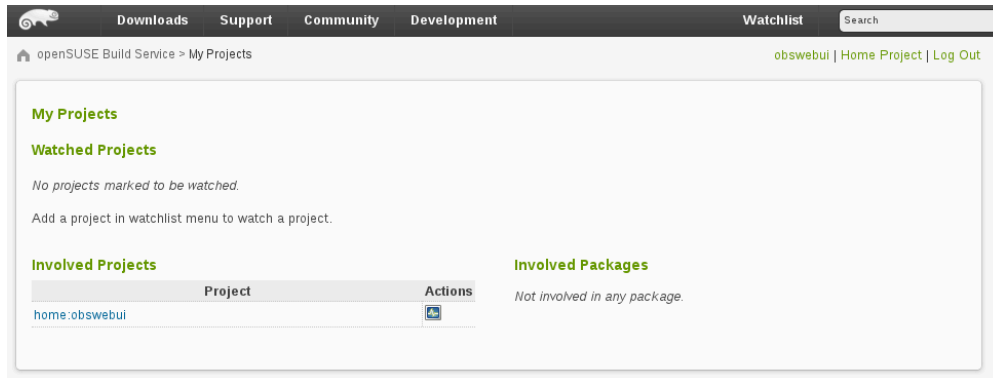 Downloads Support Community Development Watchlist Search
openSUSE Build Service > My Projects obswebui | Home Project | Log Out
My Projects
Watched Projects
No projects marked to be watched.
Add a project in watchlist menu to watch a project.
Involved Projects
Project Actions
home:obswebui
Involved Packages
Not involved in any package.